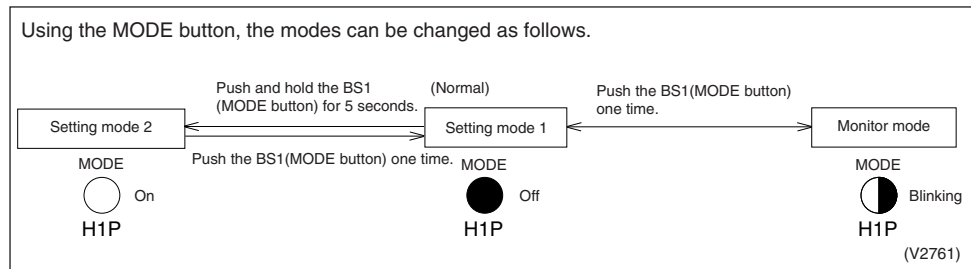 Using the MODE button, the modes can be changed as follows.
Push and hold the BS1
(MODE button) for 5 seconds.
(Normal)
Push the BS1(MODE button)
one time.
Setting mode 2
Setting mode 1
Monitor mode
Push the BS1(MODE button) one time.
MODE
On
H1P
MODE
Off
H1P
MODE
Blinking
H1P
(V2761)